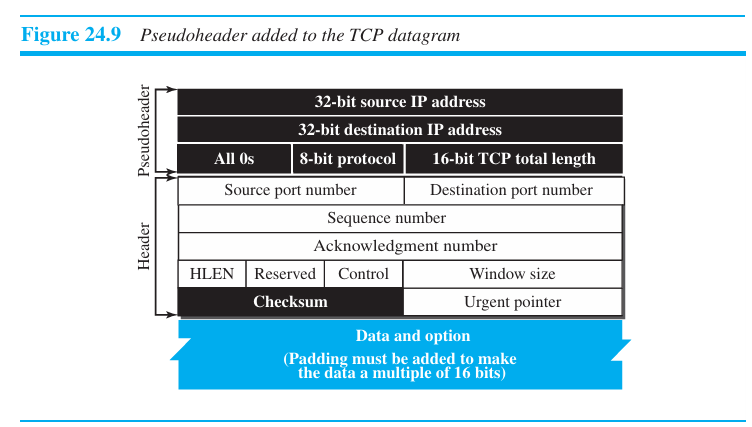 Figure 24.9 Pseudoheader added to the TCP datagram
Pseudoheader
32-bit source IP address
32-bit destination IP address
All 0s 8-bit protocol 16-bit TCP total length
Header
Source port number Destination port number
Sequence number
Acknowledgment number
HLEN Reserved Control Window size
Checksum Urgent pointer
Data and option
(Padding must be added to make
the data a multiple of 16 bits)